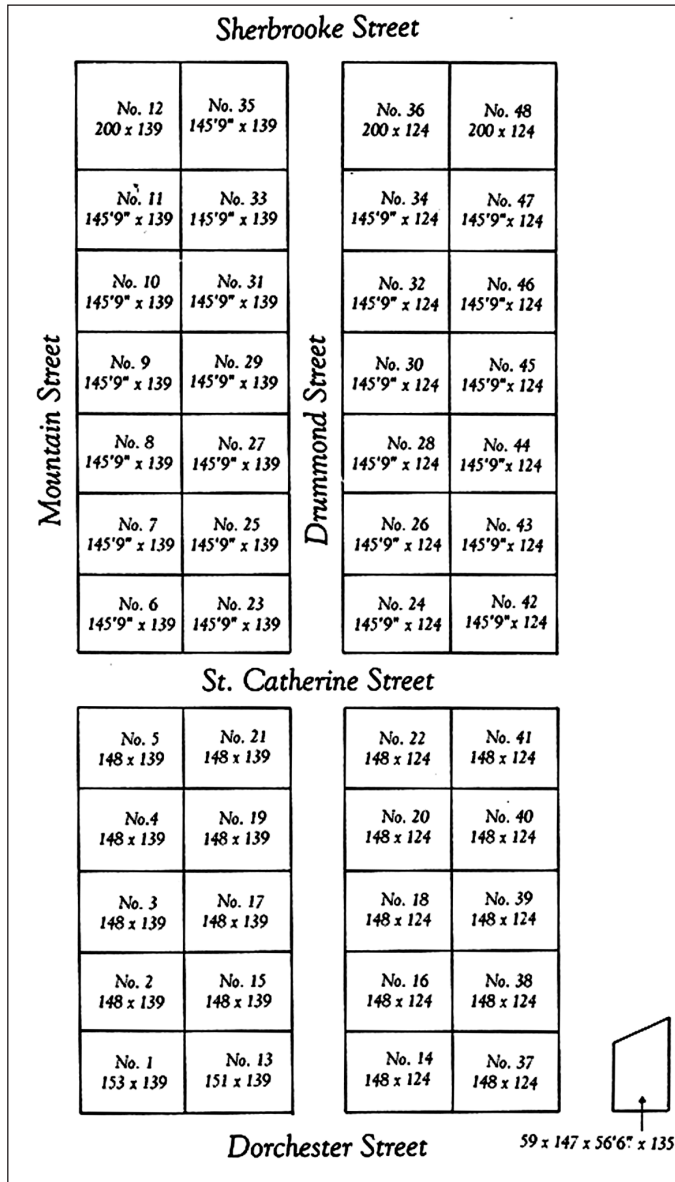 Sherbrooke Street
No. 12
200 x 139
No. 35
145'9" x 139
No. 36
200 x 124
No. 48
200 x 124
No. 11
145'9" x 139
No. 33
145'9" x 139
No. 34
145'9" x 124
No. 47
145'9"x 124
No. 10
145'9" x 139
No. 31
145'9" x 139
No. 32
145'9" x 124
No. 46
145'9"x 124
No. 9
145'9" x 139
No. 29
145'9" x 139
No. 30
145'9" x 124
No. 45
145'9"x 124
No. 8
145'9" x 139
No. 27
145'9" x 139
No. 28
145'9" x 124
No. 44
145'9"x 124
No. 7
145'9" x 139
No. 25
145'9" x 139
No. 26
145'9" x 124
No. 43
145'9"x 124
No. 6
145'9" x 139
No. 23
145'9" x 139
No. 24
145'9" x 124
No. 42
145'9"x 124
Mountain Street
Drummond Street
St. Catherine Street
No. 5
148 x 139
No. 21
148 x 139
No. 22
148 x 124
No. 41
148 x 124
No.4
148 x 139
No. 19
148 x 139
No. 20
148 x 124
No. 40
148 x 124
No. 3
148 x 139
No. 17
148 x 139
No. 18
148 x 124
No. 39
148 x 124
No. 2
148 x 139
No. 15
148 x 139
No. 16
148 x 124
No. 38
148 x 124
No. 1
153 x 139
No. 13
151 x 139
No. 14
148 x 124
No. 37
148 x 124
Dorchester Street
59 x 147 x 56'6" x 135